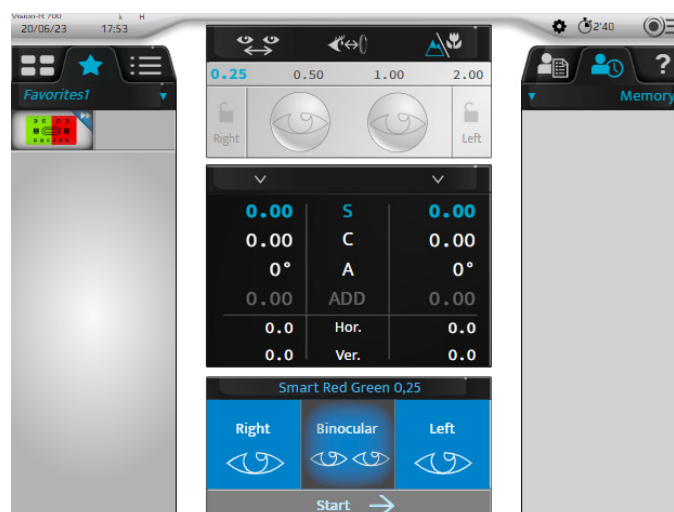 Vision-R 700
20/06/23 17:53
2'40
Favorites1
?
Memory
0.25 0.50 1.00 2.00
Right Left
0.00 S 0.00
0.00 C 0.00
0° A 0°
0.00 ADD 0.00
0.0 Hor. 0.0
0.0 Ver. 0.0
Smart Red Green 0,25
Right Binocular Left
Start